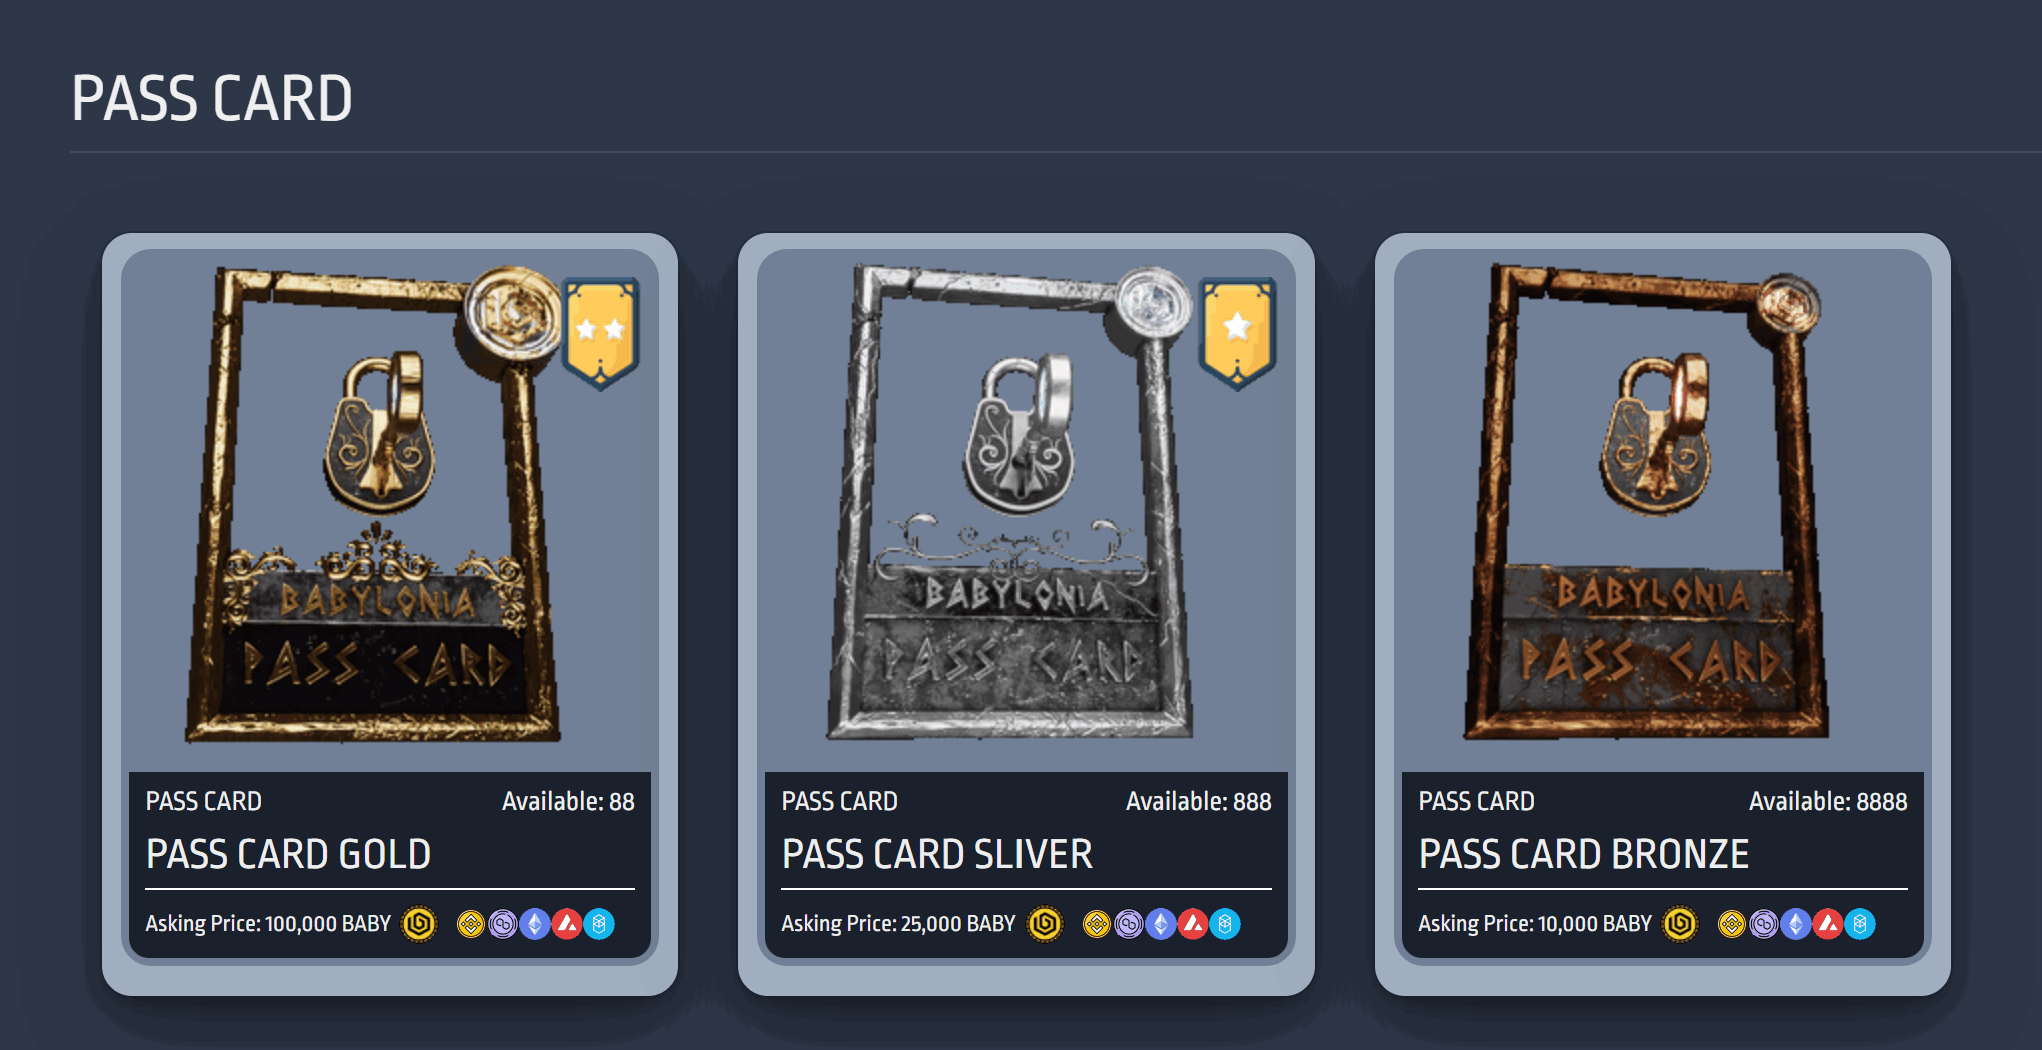 PASS CARD
BABYLONIA
PASS CARD
PASS CARD
Available: 88
PASS CARD GOLD
Asking Price: 100,000 BABY
BABYLONIA
PASS CARD
PASS CARD
Available: 888
PASS CARD SLIVER
Asking Price: 25,000 BABY
BABYLONIA
PASS CARD
PASS CARD
Available: 8888
PASS CARD BRONZE
Asking Price: 10,000 BABY